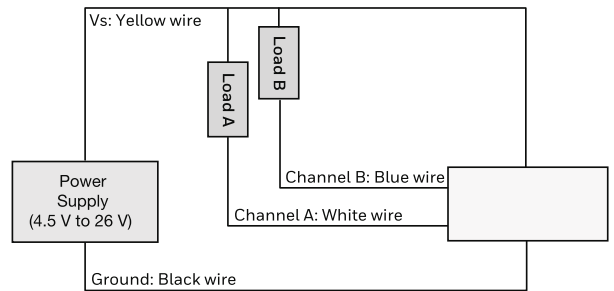 Vs: Yellow wire
Load A
Load B
Channel B: Blue wire
Power
Supply
(4.5 V to 26 V)
Channel A: White wire
Ground: Black wire